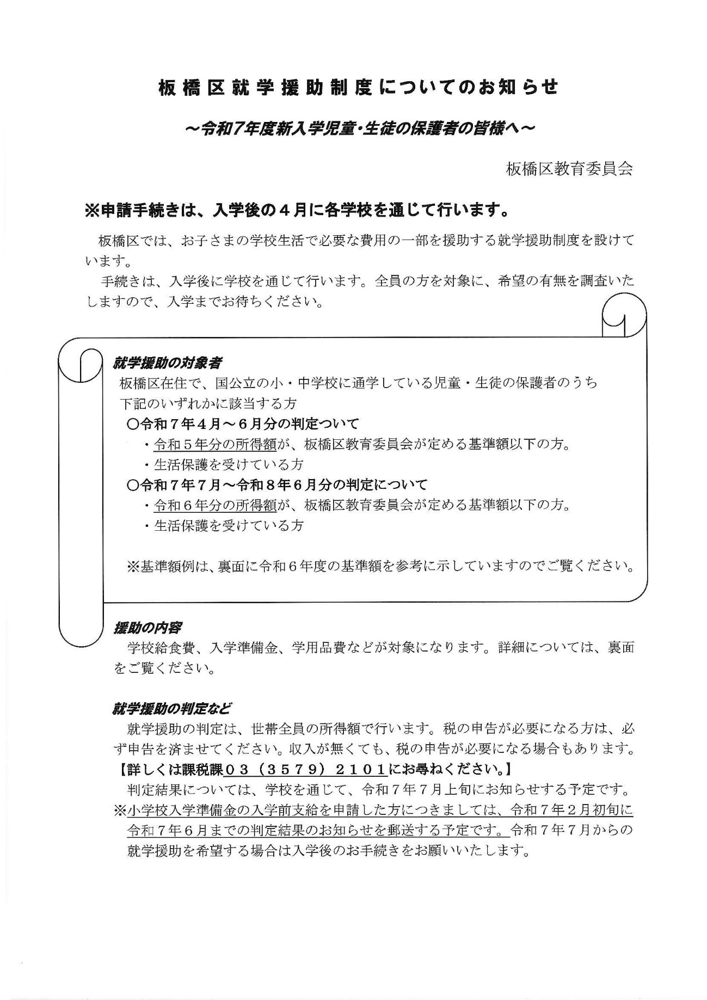 板橋区就学援助制度についてのお知らせ
～令和７年度新入学児童・生徒の保護者の皆様へ～
板橋区教育委員会
※申請手続きは、入学後の４月に各学校を通じて行います。
板橋区では、お子さまの学校生活で必要な費用の一部を援助する就学援助制度を設けて
います。
手続きは、入学後に学校を通じて行います。全員の方を対象に、希望の有無を調査いた
しますので、入学までお待ちください。
就学援助の対象者
板橋区在住で、国公立の小・中学校に通学している児童・生徒の保護者のうち
下記のいずれかに該当する方
〇令和７年４月～６月分の判定ついて
・令和５年分の所得額が、板橋区教育委員会が定める基準額以下の方。
・生活保護を受けている方
〇令和７年７月～令和８年６月分の判定について
・令和６年分の所得額が、板橋区教育委員会が定める基準額以下の方。
・生活保護を受けている方
※基準額例は、裏面に令和６年度の基準額を参考に示していますのでご覧ください。
援助の内容
学校給食費、入学準備金、学用品費などが対象になります。詳細については、裏面
をご覧ください。
就学援助の判定など
就学援助の判定は、世帯全員の所得額で行います。税の申告が必要になる方は、必
ず申告を済ませてください。収入が無くても、税の申告が必要になる場合もあります。
【詳しくは課税課０３（３５７９）２１０１にお尋ねください。】
判定結果については、学校を通じて、令和７年７月上旬にお知らせする予定です。
※小学校入学準備金の入学前支給を申請した方につきましては、令和７年２月初旬に
令和７年６月までの判定結果のお知らせを郵送する予定です。令和７年７月からの
就学援助を希望する場合は入学後のお手続きをお願いいたします。